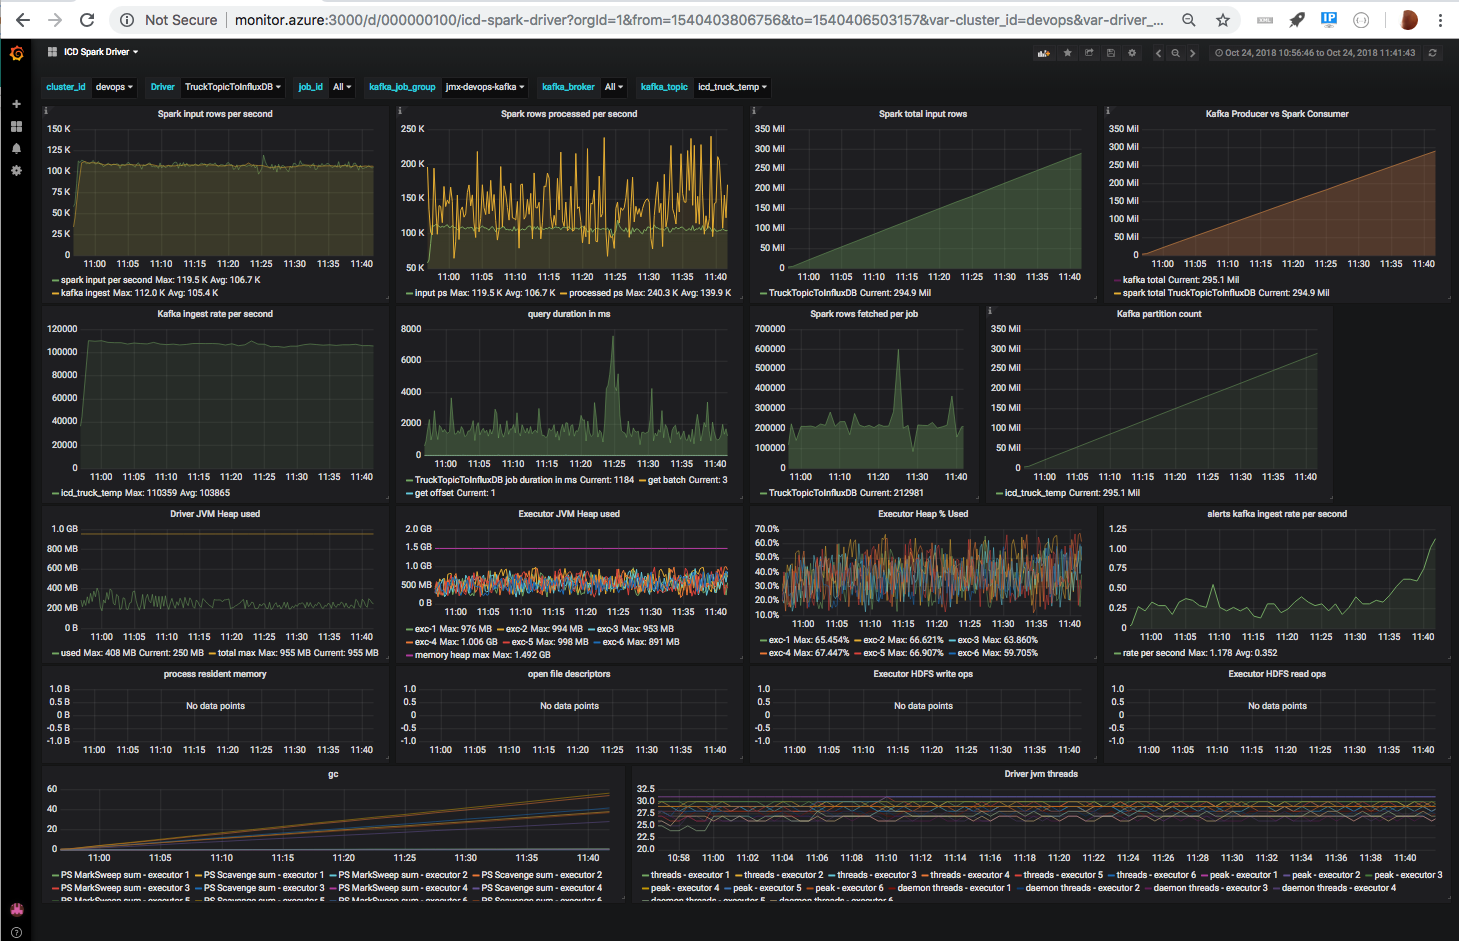 Not Secure | monitor.azure:3000/d/000000100/icd-spark-driver?orgId=1&from=1540403806756&to=1540406503157&var-cluster_id=devops&var-driver_...
IP
ICD Spark Driver
Oct 24, 2018 10:56:46 to Oct 24, 2018 11:41:43
cluster_id devops Driver TruckTopicToInfluxDB job_id All kafka_job_group jmx-devops-kafka kafka_broker All kafka_topic icd_truck_temp
Spark input rows per second
150 K
125 K
100 K
75 K
50 K
25 K
0
11:00 11:05 11:10 11:15 11:20 11:25 11:30 11:35 11:40
spark input per second Max: 119.5 K Avg: 106.7 K
kafka ingest Max: 112.0 K Avg: 105.4 K
Spark rows processed per second
250 K
200 K
150 K
100 K
50 K
11:00 11:05 11:10 11:15 11:20 11:25 11:30 11:35 11:40
input ps Max: 119.5 K Avg: 106.7 K processed ps Max: 240.3 K Avg: 139.9 K
Spark total input rows
350 Mil
300 Mil
250 Mil
200 Mil
150 Mil
100 Mil
50 Mil
0
11:00 11:05 11:10 11:15 11:20 11:25 11:30 11:35 11:40
TruckTopicToInfluxDB Current: 294.9 Mil
Kafka Producer vs Spark Consumer
350 Mil
300 Mil
250 Mil
200 Mil
150 Mil
100 Mil
50 Mil
0
11:00 11:05 11:10 11:15 11:20 11:25 11:30 11:35 11:40
kafka total Current: 295.1 Mil
spark total TruckTopicToInfluxDB Current: 294.9 Mil
Kafka ingest rate per second
120000
100000
80000
60000
40000
20000
0
11:00 11:05 11:10 11:15 11:20 11:25 11:30 11:35 11:40
icd_truck_temp Max: 110359 Avg: 103865
query duration in ms
8000
6000
4000
2000
0
11:00 11:05 11:10 11:15 11:20 11:25 11:30 11:35 11:40
TruckTopicToInfluxDB job duration in ms Current: 1184 get batch Current: 3
get offset Current: 1
Spark rows fetched per job
700000
600000
500000
400000
300000
200000
100000
0
11:00 11:10 11:20 11:30 11:40
TruckTopicToInfluxDB Current: 212981
Kafka partition count
350 Mil
300 Mil
250 Mil
200 Mil
150 Mil
100 Mil
50 Mil
0
11:00 11:05 11:10 11:15 11:20 11:25 11:30 11:35 11:40
icd_truck_temp Current: 295.1 Mil
Driver JVM Heap used
1.0 GB
800 MB
600 MB
400 MB
200 MB
0 B
11:00 11:05 11:10 11:15 11:20 11:25 11:30 11:35 11:40
used Max: 408 MB Current: 250 MB total max Max: 955 MB Current: 955 MB
Executor JVM Heap used
2.0 GB
1.5 GB
1.0 GB
500 MB
0 B
11:00 11:05 11:10 11:15 11:20 11:25 11:30 11:35 11:40
exc-1 Max: 976 MB exc-2 Max: 994 MB exc-3 Max: 953 MB
exc-4 Max: 1.006 GB exc-5 Max: 998 MB exc-6 Max: 891 MB
memory heap max Max: 1.492 GB
Executor Heap % Used
70.0%
60.0%
50.0%
40.0%
30.0%
20.0%
10.0%
11:00 11:05 11:10 11:15 11:20 11:25 11:30 11:35 11:40
exc-1 Max: 65.454% exc-2 Max: 66.621% exc-3 Max: 63.860%
exc-4 Max: 67.447% exc-5 Max: 66.907% exc-6 Max: 59.705%
alerts kafka ingest rate per second
1.25
1.00
0.75
0.50
0.25
0
11:00 11:05 11:10 11:15 11:20 11:25 11:30 11:35 11:40
rate per second Max: 1.178 Avg: 0.352
process resident memory
1.0 B
0.5 B
0 B
-0.5 B
-1.0 B
No data points
11:00 11:05 11:10 11:15 11:20 11:25 11:30 11:35 11:40
open file descriptors
1.0
0.5
0
-0.5
-1.0
No data points
11:00 11:05 11:10 11:15 11:20 11:25 11:30 11:35 11:40
Executor HDFS write ops
1.0
0.5
0
-0.5
-1.0
No data points
11:00 11:05 11:10 11:15 11:20 11:25 11:30 11:35 11:40
Executor HDFS read ops
1.0
0.5
0
-0.5
-1.0
No data points
11:00 11:05 11:10 11:15 11:20 11:25 11:30 11:35 11:40
gc
60
40
20
0
11:00 11:05 11:10 11:15 11:20 11:25 11:30 11:35 11:40
PS MarkSweep sum - executor 1 PS Scavenge sum - executor 1 PS MarkSweep sum - executor 2 PS Scavenge sum - executor 2
PS MarkSweep sum - executor 3 PS Scavenge sum - executor 3 PS MarkSweep sum - executor 4 PS Scavenge sum - executor 4
PS MarkSweep sum - executor 5 PS Scavenge sum - executor 5 PS MarkSweep sum - executor 6 PS Scavenge sum - executor 6
Driver jvm threads
32.5
30.0
27.5
25.0
22.5
20.0
10:58 11:00 11:02 11:04 11:06 11:08 11:10 11:12 11:14 11:16 11:18 11:20 11:22 11:24 11:26 11:28 11:30 11:32 11:34 11:36 11:38 11:40
threads - executor 1 threads - executor 2 threads - executor 3 threads - executor 4 threads - executor 5 threads - executor 6 peak - executor 1 peak - executor 2 peak - executor 3
peak - executor 4 peak - executor 5 peak - executor 6 daemon threads - executor 1 daemon threads - executor 2 daemon threads - executor 3 daemon threads - executor 4
daemon threads - executor 5 daemon threads - executor 6